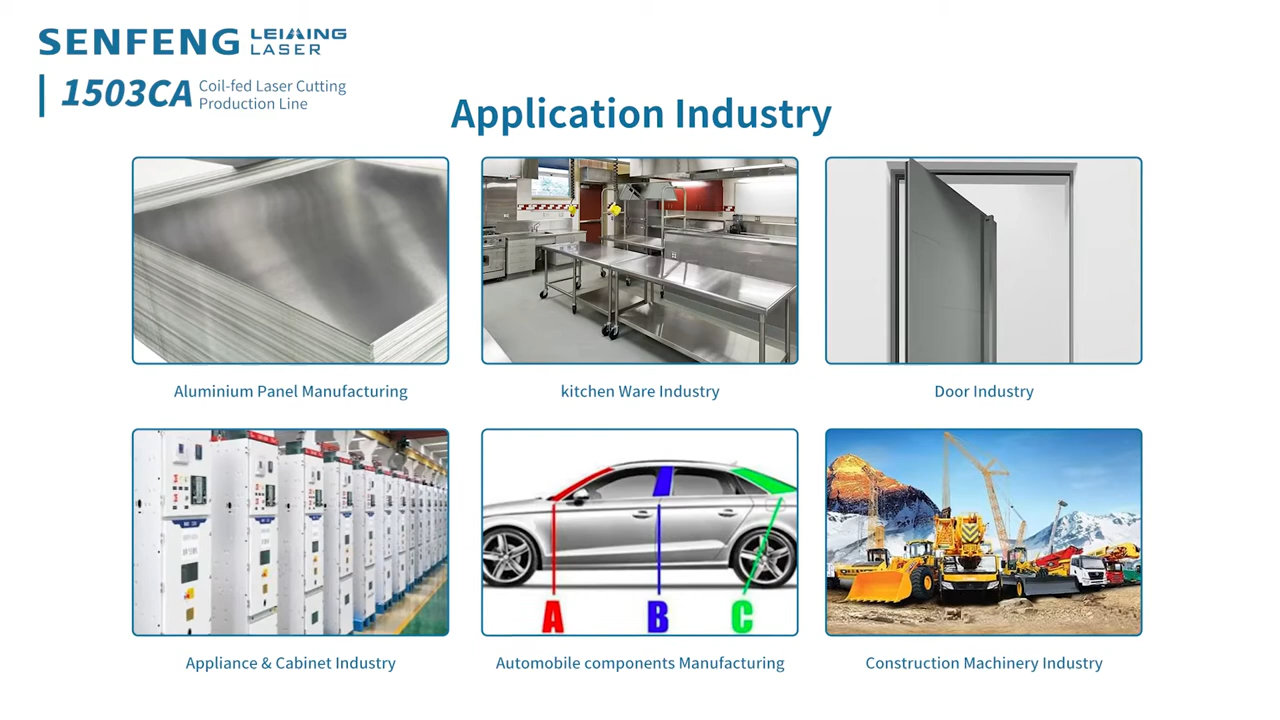 SENFENG LEIMING
LASER
1503CA Coil-fed Laser Cutting
Production Line
Application Industry
Aluminium Panel Manufacturing
kitchen Ware Industry
Door Industry
A
B
C
Appliance & Cabinet Industry
Automobile components Manufacturing
Construction Machinery Industry